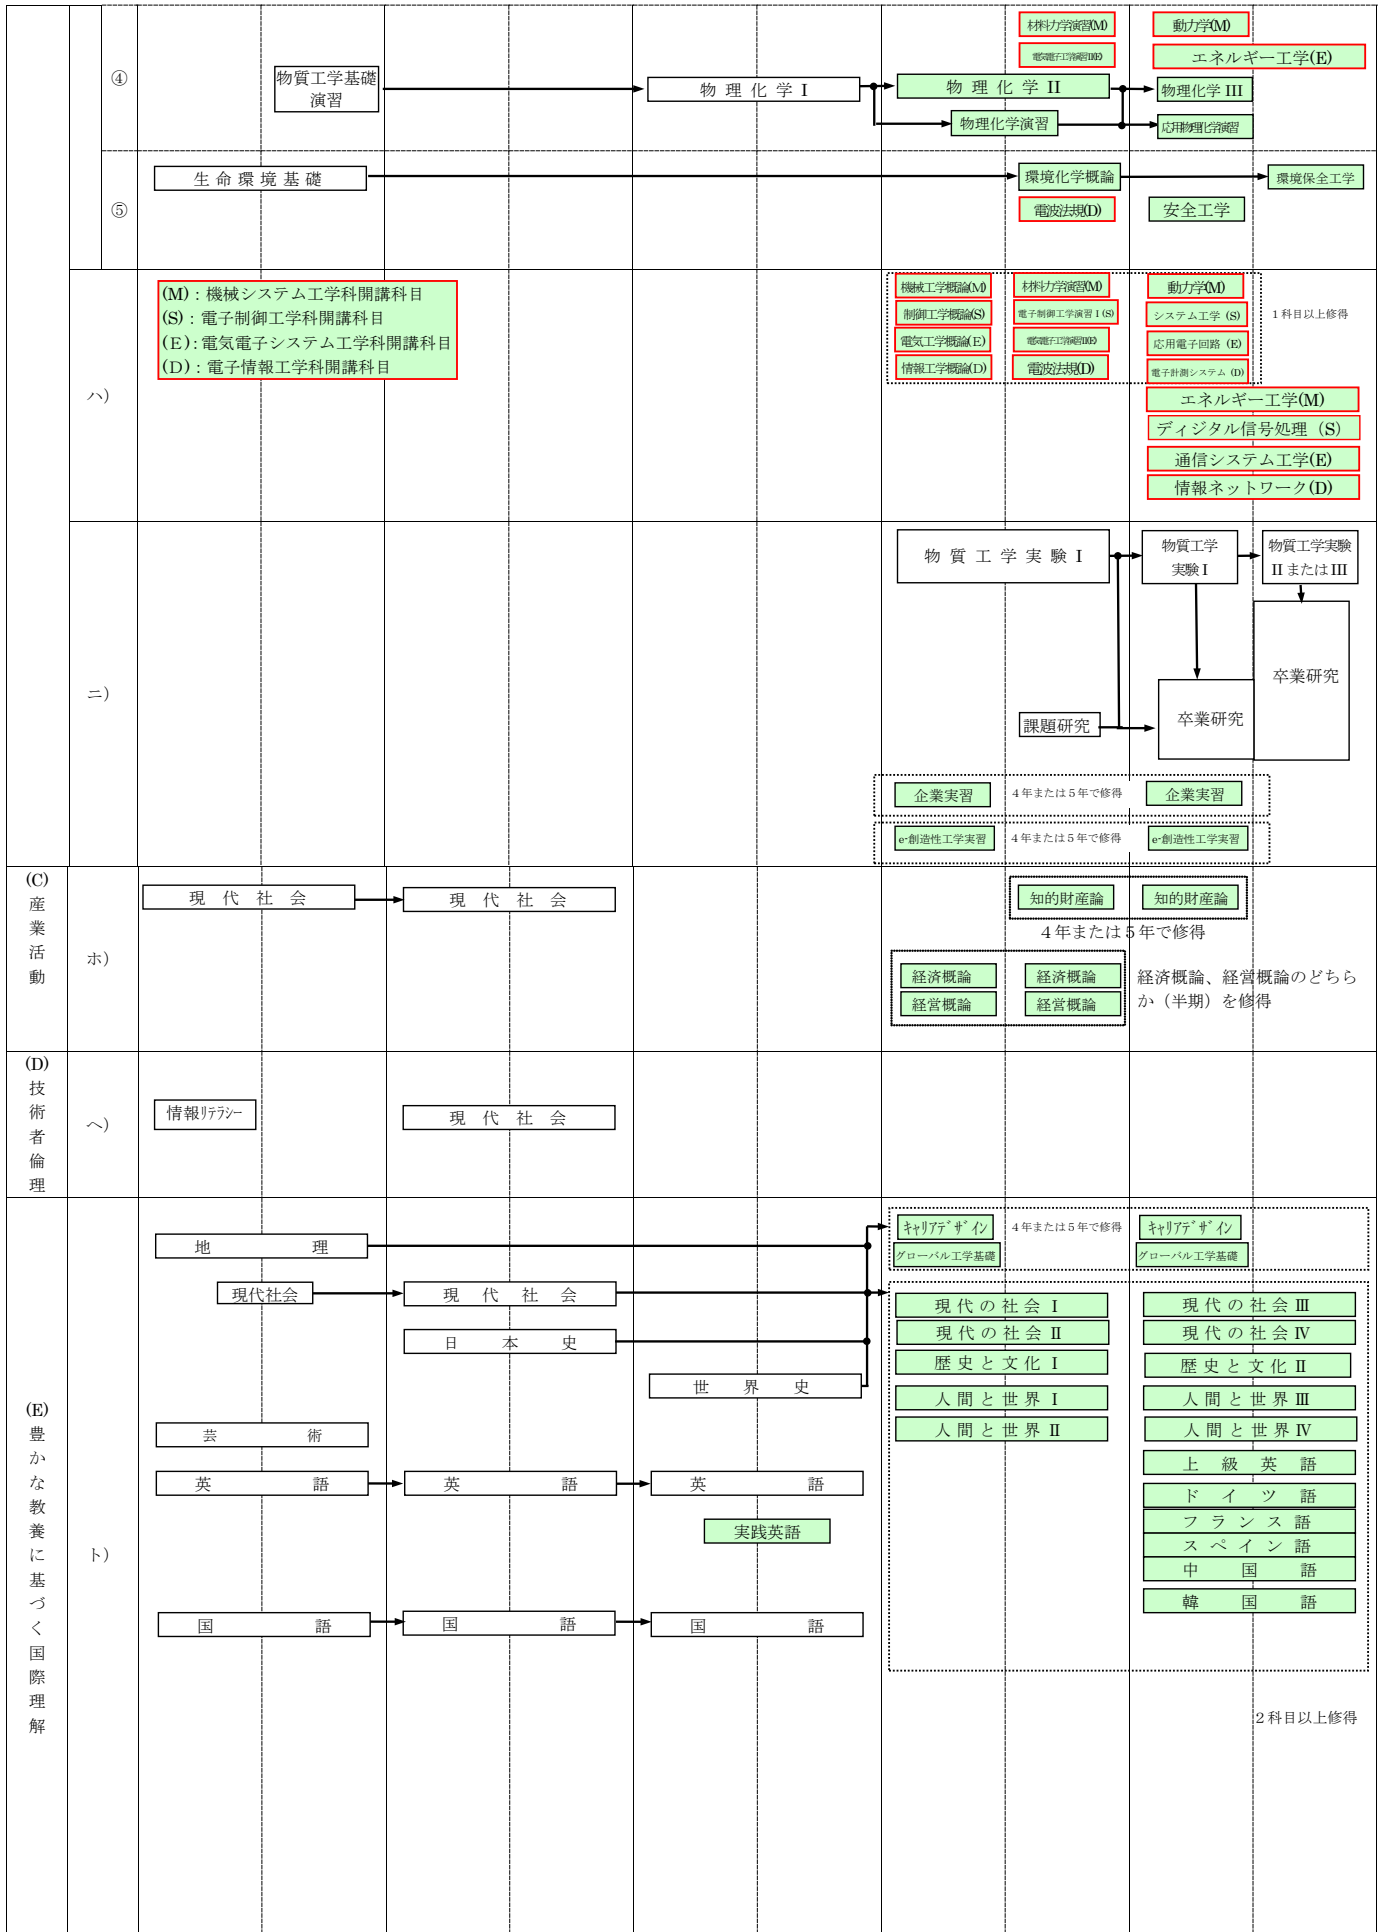 ④
物質工学基礎
演習
物 理 化 学 I
物 理 化 学 II
物理化学演習
材料力学演習(M)
電気電子工学演習II(E)
動力学(M)
エネルギー工学(E)
物理化学 III
応用物理化学演習
⑤
生 命 環 境 基 礎
環境化学概論
環境保全工学
電波法規(D)
安全工学
ハ）
(M)：機械システム工学科開講科目
(S)：電子制御工学科開講科目
(E)：電気電子システム工学科開講科目
(D)：電子情報工学科開講科目
機械工学概論(M)
材料力学演習(M)
動力学(M)
制御工学概論(S)
電子制御工学演習 I (S)
システム工学 (S)
１科目以上修得
電気工学概論(E)
電気電子工学演習II(E)
応用電子回路 (E)
情報工学概論(D)
電波法規(D)
電子計測システム (D)
エネルギー工学(M)
ディジタル信号処理（S）
通信システム工学(E)
情報ネットワーク(D)
ニ）
物 質 工 学 実 験 I
物質工学
実験 I
物質工学実験
II または III
卒業研究
課題研究
卒業研究
企業実習
４年または５年で修得
企業実習
e-創造性工学実習
４年または５年で修得
e-創造性工学実習
(C)
産
業
活
動
ホ）
現 代 社 会
現 代 社 会
知的財産論
知的財産論
４年または５年で修得
経済概論
経済概論
経営概論
経営概論
経済概論、経営概論のどちら
か（半期）を修得
(D)
技
術
者
倫
理
ヘ）
情報ﾘﾃﾗｼｰ
現 代 社 会
(E)
豊
か
な
教
養
に
基
づ
く
国
際
理
解
ト）
地 理
現代社会
現 代 社 会
日 本 史
世 界 史
芸 術
英 語
英 語
英 語
実践英語
国 語
国 語
国 語
ｷｬﾘｱﾃﾞｻﾞｲﾝ
４年または５年で修得
ｷｬﾘｱﾃﾞｻﾞｲﾝ
グローバル工学基礎
グローバル工学基礎
現 代 の 社 会 Ⅰ
現 代 の 社 会 Ⅲ
現 代 の 社 会 Ⅱ
現 代 の 社 会 Ⅳ
歴 史 と 文 化 Ⅰ
歴 史 と 文 化 Ⅱ
人 間 と 世 界 Ⅰ
人 間 と 世 界 Ⅲ
人 間 と 世 界 Ⅱ
人 間 と 世 界 Ⅳ
上 級 英 語
ド イ ツ 語
フ ラ ン ス 語
ス ペ イ ン 語
中 国 語
韓 国 語
２科目以上修得